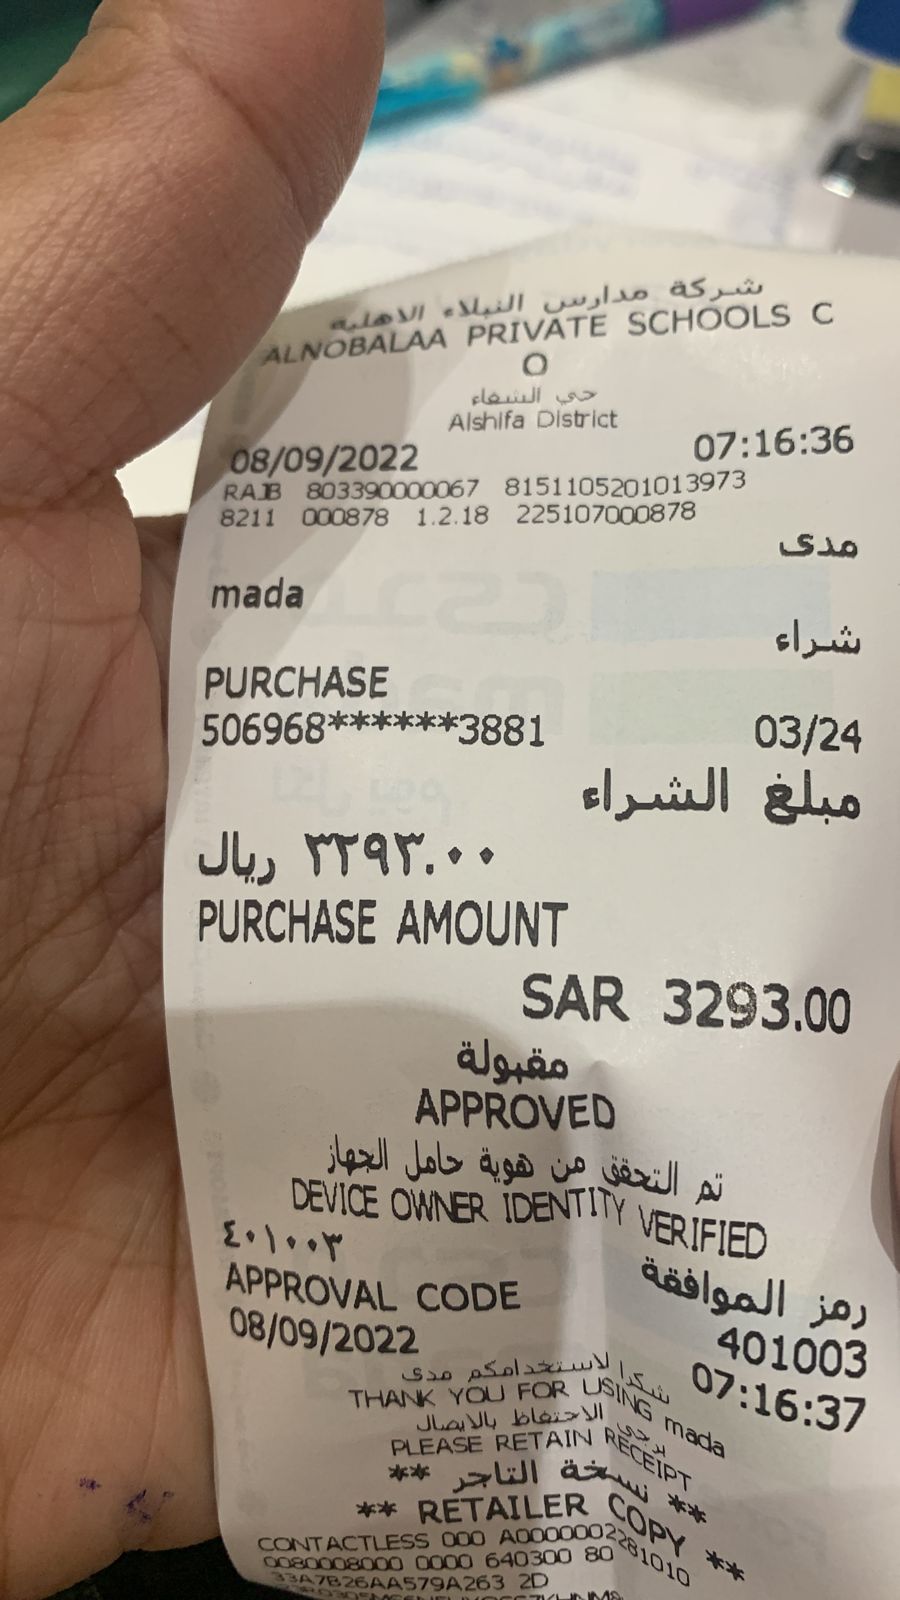 شركة مدارس النبلاء الاهلية
ALNOBALAA PRIVATE SCHOOLS C
O
حي الشفاء
Alshifa District
08/09/2022 07:16:36
RAJB 803390000067 8151105201013973
8211 000878 1.2.18 225107000878
مدى
mada
شراء
PURCHASE
506968******3881 03/24
مبلغ الشراء
٣٢٩٣.٠٠ ريال
PURCHASE AMOUNT
SAR 3293.00
مقبولة
APPROVED
تم التحقق من هوية حامل الجهاز
DEVICE OWNER IDENTITY VERIFIED
٤٠١٠٠٣ رمز الموافقة
APPROVAL CODE 401003
08/09/2022 07:16:37
شكرا لاستخدامكم مدى
THANK YOU FOR USING mada
يرجى الاحتفاظ بالايصال
PLEASE RETAIN RECEIPT
** نسخة التاجر **
** RETAILER COPY **
CONTACTLESS 000 A0000002281010
0080008000 0000 640300 80
33A7B26AA579A263 2D